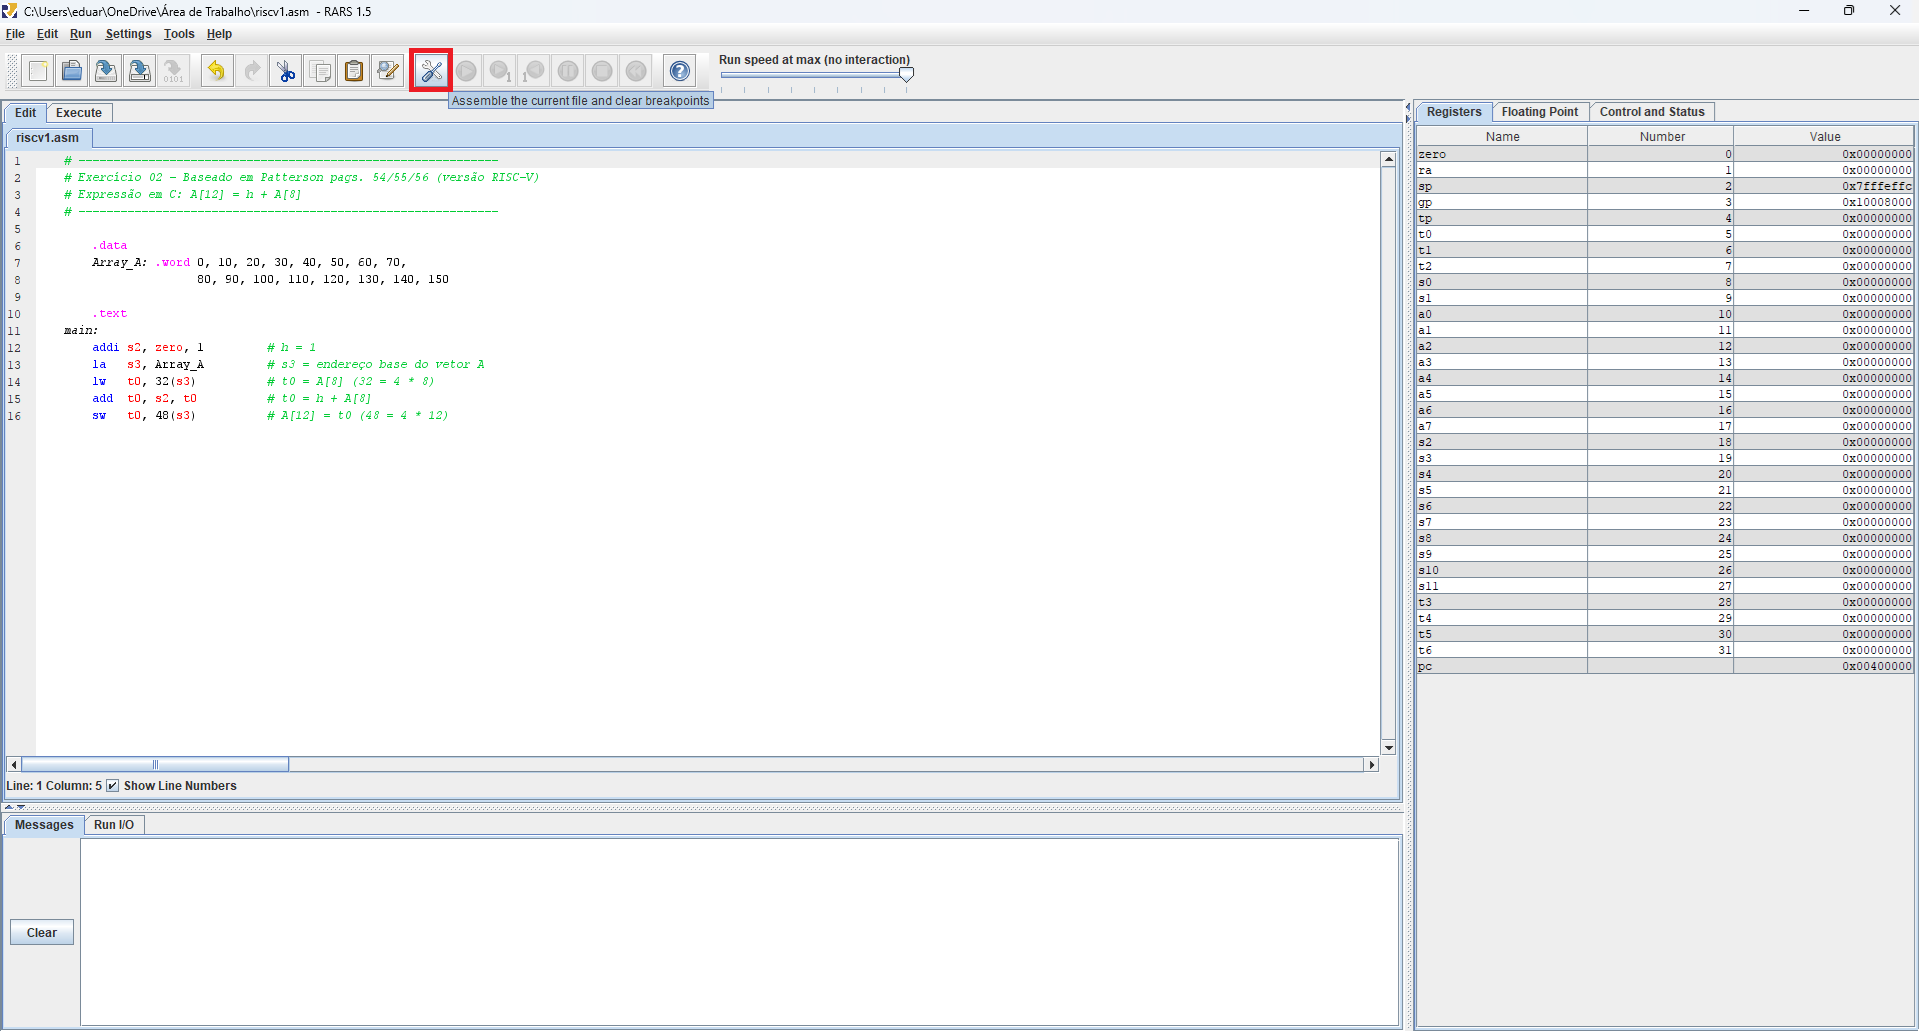 C:\Users\eduar\OneDrive\Área de Trabalho\riscv1.asm - RARS 1.5
File Edit Run Settings Tools Help
Run speed at max (no interaction)
Assemble the current file and clear breakpoints
Edit Execute
riscv1.asm
1 # ------------------------------------------------------------
2 # Exercício 02 - Baseado em Patterson pags. 54/55/56 (versão RISC-V)
3 # Expressão em C: A[12] = h + A[8]
4 # ------------------------------------------------------------
5
6 .data
7 Array_A: .word 0, 10, 20, 30, 40, 50, 60, 70,
8 80, 90, 100, 110, 120, 130, 140, 150
9
10 .text
11 main:
12 addi s2, zero, 1 # h = 1
13 la s3, Array_A # s3 = endereço base do vetor A
14 lw t0, 32(s3) # t0 = A[8] (32 = 4 * 8)
15 add t0, s2, t0 # t0 = h + A[8]
16 sw t0, 48(s3) # A[12] = t0 (48 = 4 * 12)
Line: 1 Column: 5 Show Line Numbers
Messages Run I/O
Clear
Registers Floating Point Control and Status
Name Number Value
zero 0 0x00000000
ra 1 0x00000000
sp 2 0x7fffeffc
gp 3 0x10008000
tp 4 0x00000000
t0 5 0x00000000
t1 6 0x00000000
t2 7 0x00000000
s0 8 0x00000000
s1 9 0x00000000
a0 10 0x00000000
a1 11 0x00000000
a2 12 0x00000000
a3 13 0x00000000
a4 14 0x00000000
a5 15 0x00000000
a6 16 0x00000000
a7 17 0x00000000
s2 18 0x00000000
s3 19 0x00000000
s4 20 0x00000000
s5 21 0x00000000
s6 22 0x00000000
s7 23 0x00000000
s8 24 0x00000000
s9 25 0x00000000
s10 26 0x00000000
s11 27 0x00000000
t3 28 0x00000000
t4 29 0x00000000
t5 30 0x00000000
t6 31 0x00000000
pc 0x00400000